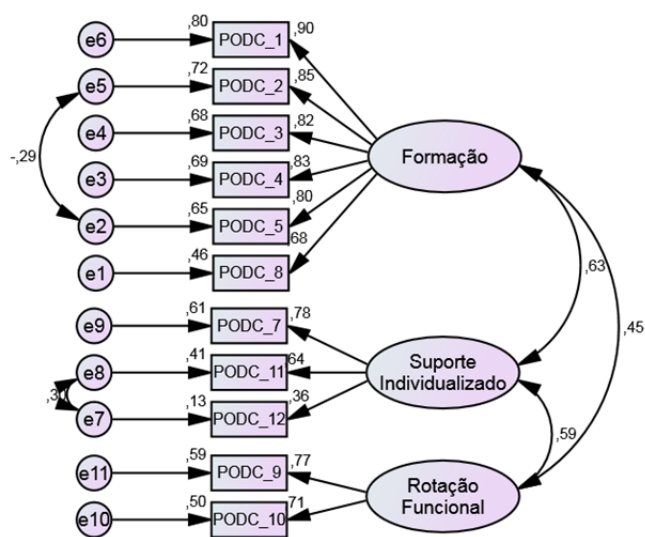 e6 ,80 PODC_1 ,90
e5 ,72 PODC_2 ,85
e4 ,68 PODC_3 ,82
e3 ,69 PODC_4 ,83
e2 ,65 PODC_5 ,80
e1 ,46 PODC_8 ,68
-,29
Formação
e9 ,61 PODC_7 ,78
e8 ,41 PODC_11 ,64
e7 ,13 PODC_12 ,36
Suporte
Individualizado
e11 ,59 PODC_9 ,77
e10 ,50 PODC_10 ,71
Rotação
Funcional
,63
,45
,59